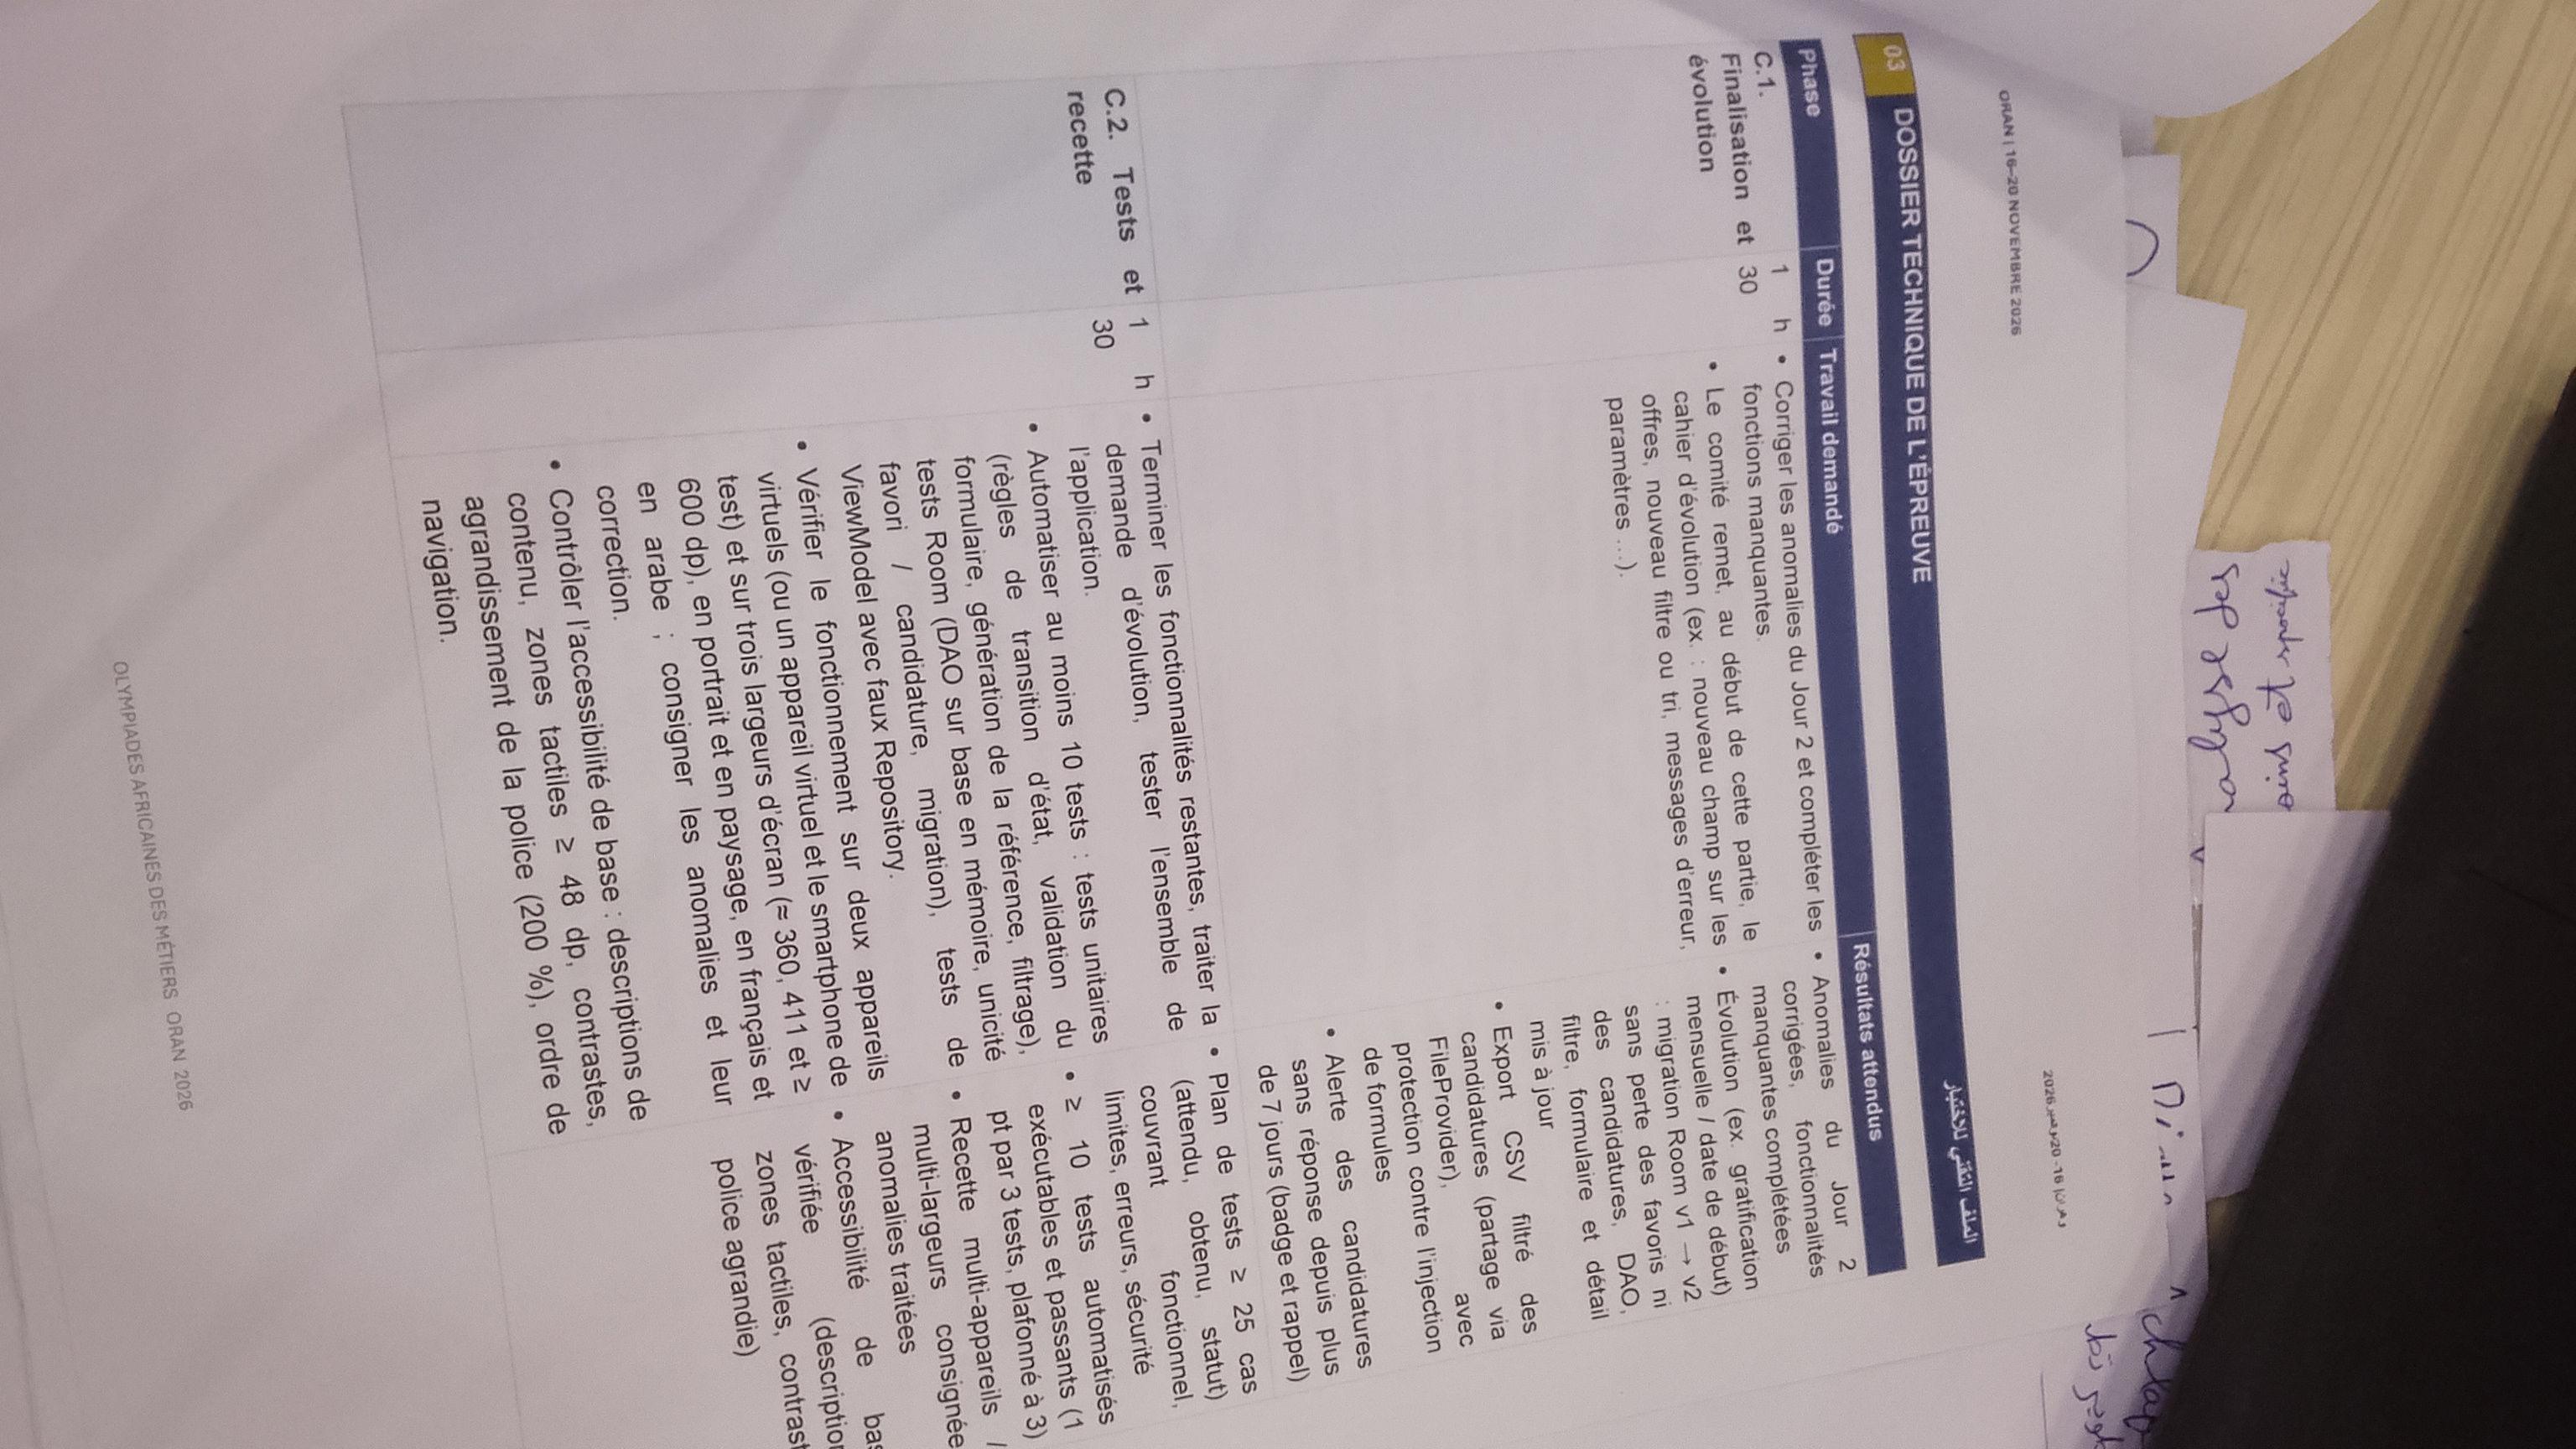 ORAN | 16–20 NOVEMBRE 2026
03 DOSSIER TECHNIQUE DE L'ÉPREUVE
الملف التقني للاختبار
Phase Durée Travail demandé Résultats attendus
C.1.
Finalisation et
évolution
1 h
30
• Corriger les anomalies du Jour 2 et compléter les
fonctions manquantes.
• Le comité remet, au début de cette partie, le
cahier d'évolution (ex. : nouveau champ sur les
offres, nouveau filtre ou tri, messages d'erreur,
paramètres ...).
• Anomalies du Jour 2
corrigées, fonctionnalités
manquantes complétées
• Évolution (ex. gratification
mensuelle / date de début)
: migration Room v1 → v2
sans perte des favoris ni
des candidatures, DAO,
filtre, formulaire et détail
mis à jour
• Export CSV filtré des
candidatures (partage via
FileProvider), avec
protection contre l'injection
de formules
• Alerte des candidatures
sans réponse depuis plus
de 7 jours (badge et rappel)
C.2. Tests et
recette
1 h
30
• Terminer les fonctionnalités restantes, traiter la
demande d'évolution, tester l'ensemble de
l'application.
• Automatiser au moins 10 tests : tests unitaires
(règles de transition d'état, validation du
formulaire, génération de la référence, filtrage),
tests Room (DAO sur base en mémoire, unicité
favori / candidature, migration), tests de
ViewModel avec faux Repository.
• Vérifier le fonctionnement sur deux appareils
virtuels (ou un appareil virtuel et le smartphone de
test) et sur trois largeurs d'écran (≈ 360, 411 et ≥
600 dp), en portrait et en paysage, en français et
en arabe ; consigner les anomalies et leur
correction.
• Contrôler l'accessibilité de base : descriptions de
contenu, zones tactiles ≥ 48 dp, contrastes,
agrandissement de la police (200 %), ordre de
navigation.
• Plan de tests ≥ 25 cas
(attendu, obtenu, statut)
couvrant fonctionnel,
limites, erreurs, sécurité
• ≥ 10 tests automatisés
exécutables et passants (1
pt par 3 tests, plafonné à 3)
• Recette multi-appareils /
multi-largeurs consignée
anomalies traitées
• Accessibilité de bas
vérifiée (description
zones tactiles, contrast
police agrandie)
OLYMPIADES AFRICAINES DES MÉTIERS ORAN 2026